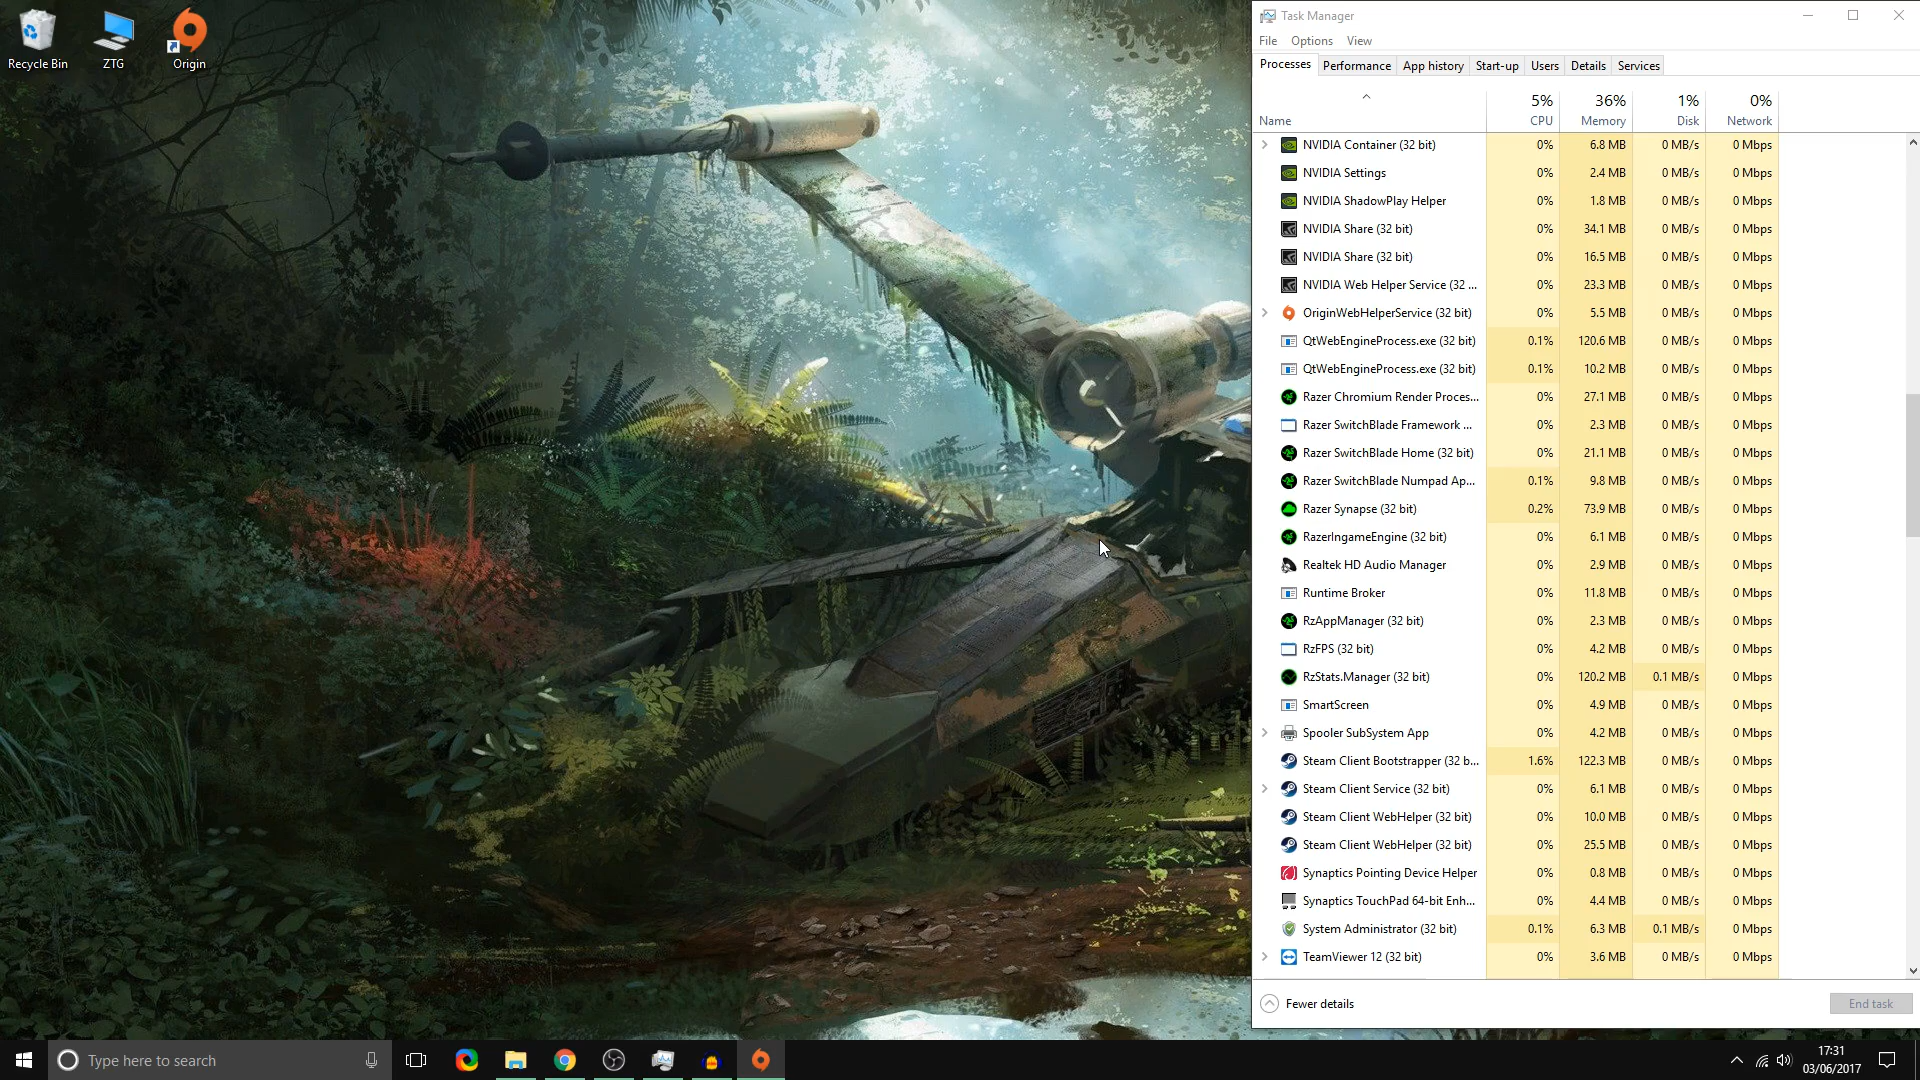 Recycle Bin
ZTG
Origin
Task Manager
File Options View
Processes Performance App history Start-up Users Details Services
5% 36% 1% 0%
Name CPU Memory Disk Network
NVIDIA Container (32 bit) 0% 6.8 MB 0 MB/s 0 Mbps
NVIDIA Settings 0% 2.4 MB 0 MB/s 0 Mbps
NVIDIA ShadowPlay Helper 0% 1.8 MB 0 MB/s 0 Mbps
NVIDIA Share (32 bit) 0% 34.1 MB 0 MB/s 0 Mbps
NVIDIA Share (32 bit) 0% 16.5 MB 0 MB/s 0 Mbps
NVIDIA Web Helper Service (32 ... 0% 23.3 MB 0 MB/s 0 Mbps
OriginWebHelperService (32 bit) 0% 5.5 MB 0 MB/s 0 Mbps
QtWebEngineProcess.exe (32 bit) 0.1% 120.6 MB 0 MB/s 0 Mbps
QtWebEngineProcess.exe (32 bit) 0.1% 10.2 MB 0 MB/s 0 Mbps
Razer Chromium Render Proces... 0% 27.1 MB 0 MB/s 0 Mbps
Razer SwitchBlade Framework ... 0% 2.3 MB 0 MB/s 0 Mbps
Razer SwitchBlade Home (32 bit) 0% 21.1 MB 0 MB/s 0 Mbps
Razer SwitchBlade Numpad Ap... 0.1% 9.8 MB 0 MB/s 0 Mbps
Razer Synapse (32 bit) 0.2% 73.9 MB 0 MB/s 0 Mbps
RazerIngameEngine (32 bit) 0% 6.1 MB 0 MB/s 0 Mbps
Realtek HD Audio Manager 0% 2.9 MB 0 MB/s 0 Mbps
Runtime Broker 0% 11.8 MB 0 MB/s 0 Mbps
RzAppManager (32 bit) 0% 2.3 MB 0 MB/s 0 Mbps
RzFPS (32 bit) 0% 4.2 MB 0 MB/s 0 Mbps
RzStats.Manager (32 bit) 0% 120.2 MB 0.1 MB/s 0 Mbps
SmartScreen 0% 4.9 MB 0 MB/s 0 Mbps
Spooler SubSystem App 0% 4.2 MB 0 MB/s 0 Mbps
Steam Client Bootstrapper (32 b... 1.6% 122.3 MB 0 MB/s 0 Mbps
Steam Client Service (32 bit) 0% 6.1 MB 0 MB/s 0 Mbps
Steam Client WebHelper (32 bit) 0% 10.0 MB 0 MB/s 0 Mbps
Steam Client WebHelper (32 bit) 0% 25.5 MB 0 MB/s 0 Mbps
Synaptics Pointing Device Helper 0% 0.8 MB 0 MB/s 0 Mbps
Synaptics TouchPad 64-bit Enh... 0% 4.4 MB 0 MB/s 0 Mbps
System Administrator (32 bit) 0.1% 6.3 MB 0.1 MB/s 0 Mbps
TeamViewer 12 (32 bit) 0% 3.6 MB 0 MB/s 0 Mbps
Fewer details End task
Type here to search
17:31
03/06/2017